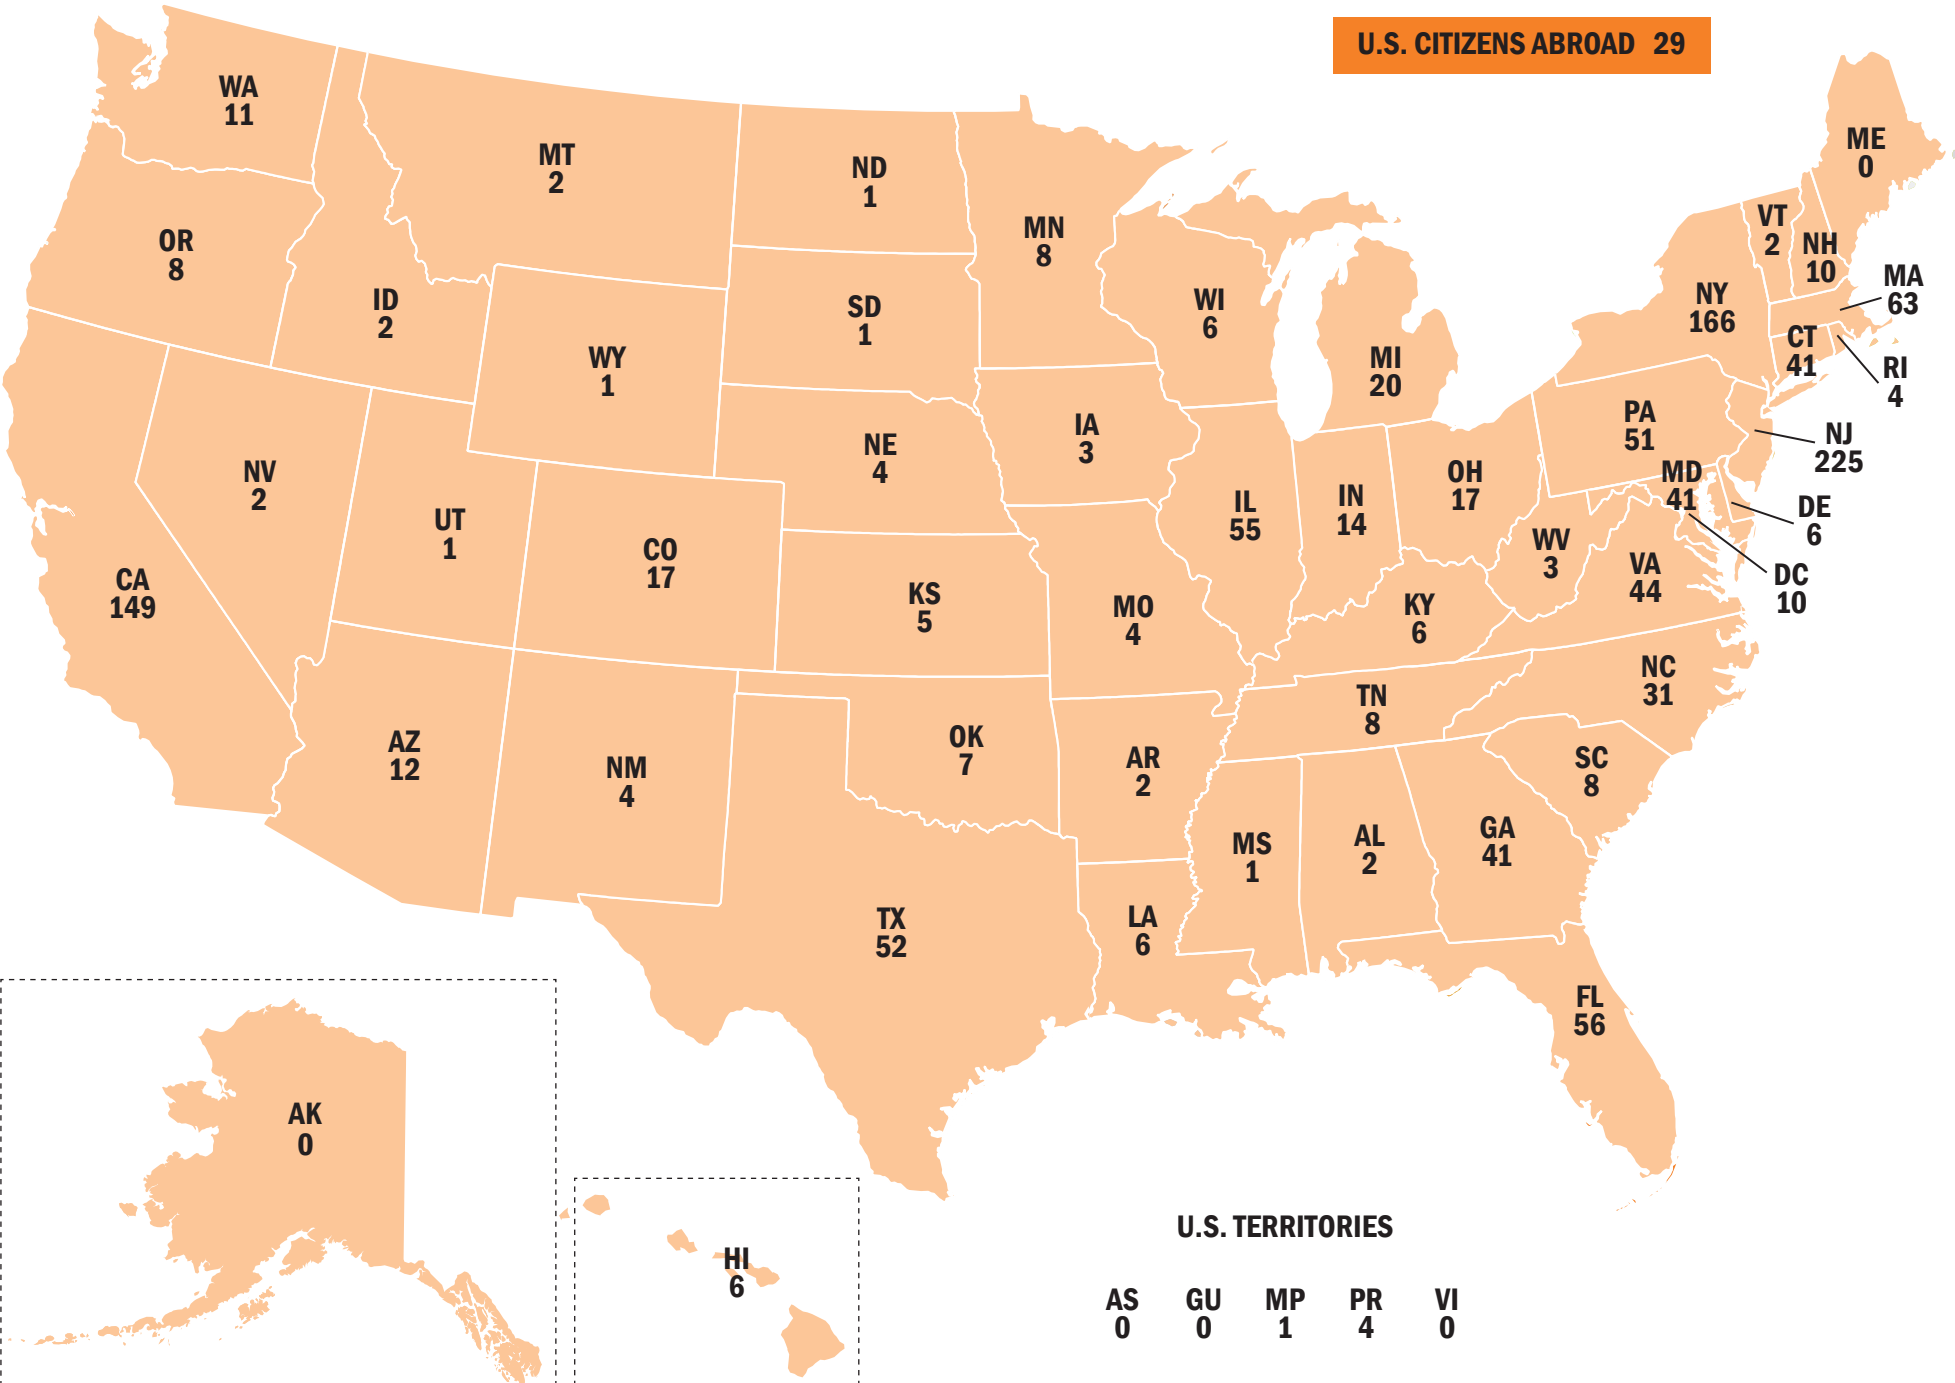 U.S. CITIZENS ABROAD 29
WA
11
MT
2
ND
1
ME
0
OR
8
MN
8
VT
2
NH
10
ID
2
SD
1
WI
6
NY
166
MA
63
WY
1
MI
20
CT
41
RI
4
NE
4
IA
3
PA
51
NJ
225
NV
2
UT
1
IL
55
IN
14
OH
17
MD
41
DE
6
CO
17
WV
3
VA
44
DC
10
CA
149
KS
5
MO
4
KY
6
NC
31
TN
8
AZ
12
NM
4
OK
7
AR
2
SC
8
MS
1
AL
2
GA
41
TX
52
LA
6
FL
56
AK
0
HI
6
U.S. TERRITORIES
AS GU MP PR VI
0 0 1 4 0